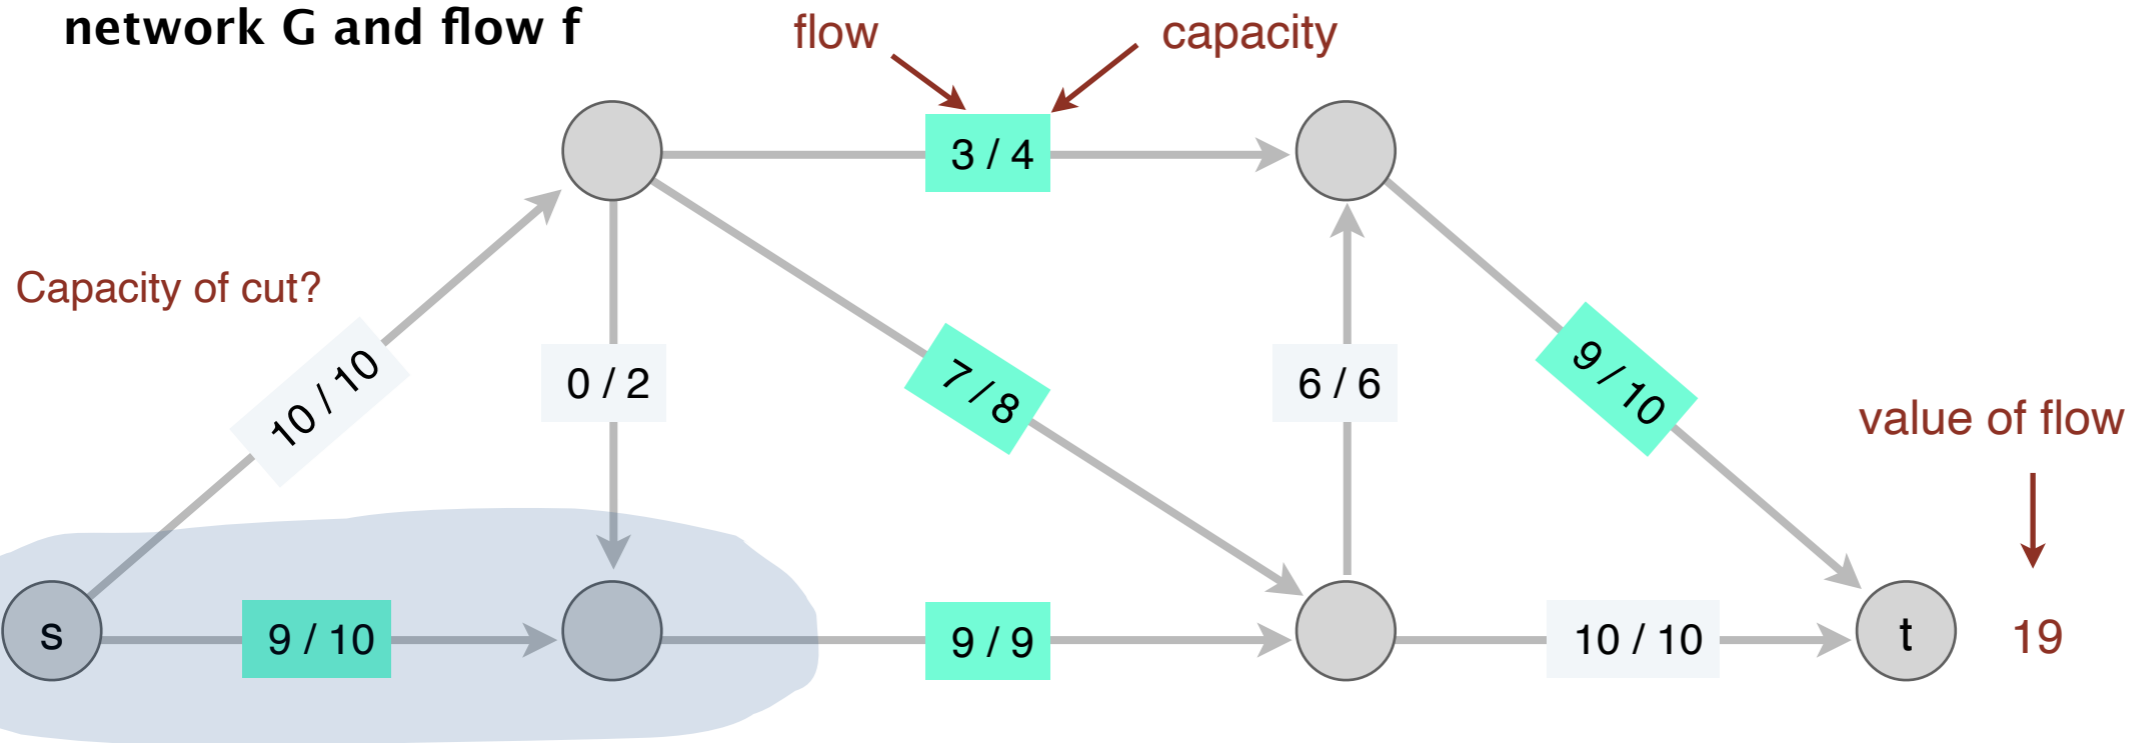 network G and flow f
flow
capacity
3 / 4
Capacity of cut?
10 / 10
0 / 2
7 / 8
6 / 6
9 / 10
value of flow
s
9 / 10
9 / 9
10 / 10
t
19